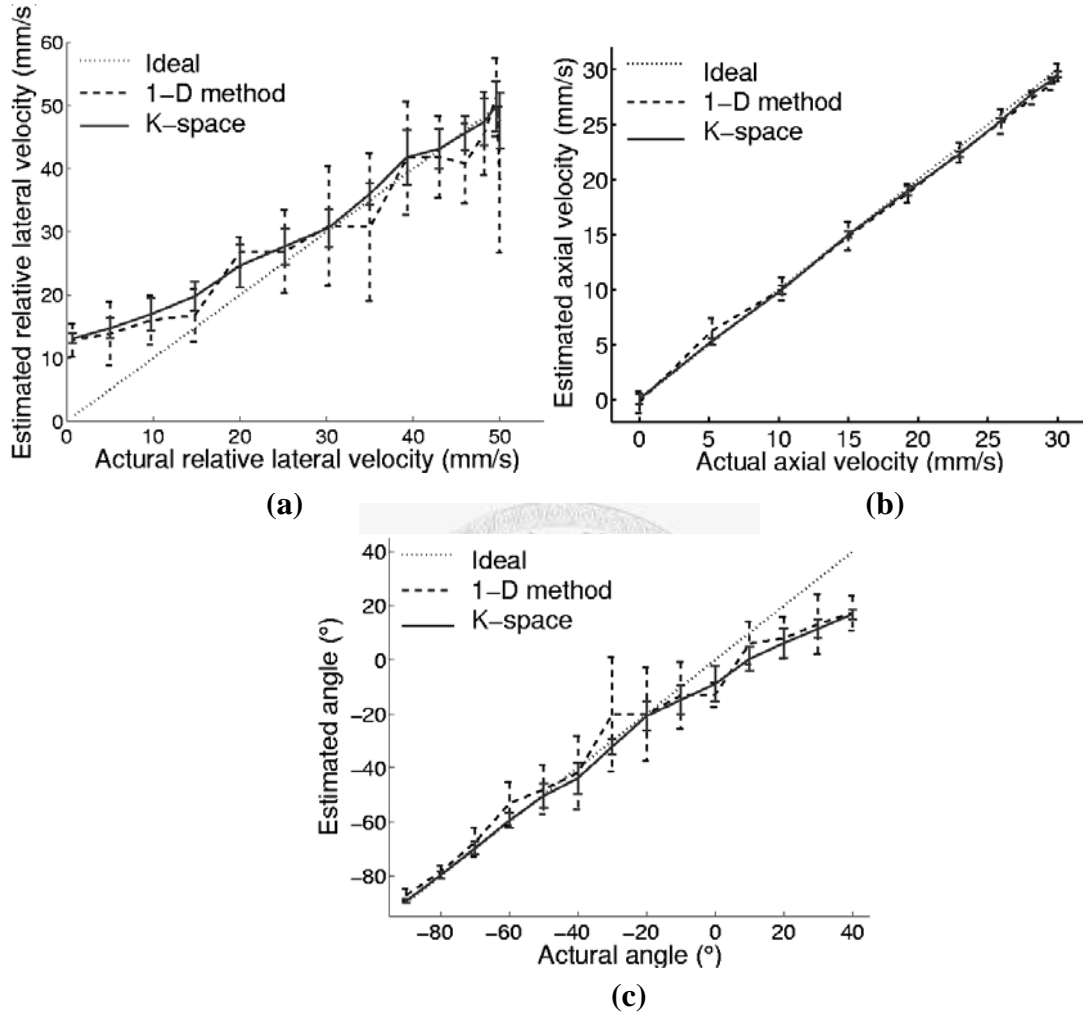 Estimated relative lateral velocity (mm/s)
60
50
40
30
20
10
0
Ideal
1-D method
K-space
0 10 20 30 40 50
Actural relative lateral velocity (mm/s)
(a)
Estimated axial velocity (mm/s)
30
25
20
15
10
5
0
Ideal
1-D method
K-space
0 5 10 15 20 25 30
Actual axial velocity (mm/s)
(b)
Estimated angle (°)
40
20
0
-20
-40
-60
-80
Ideal
1-D method
K-space
-80 -60 -40 -20 0 20 40
Actural angle (°)
(c)